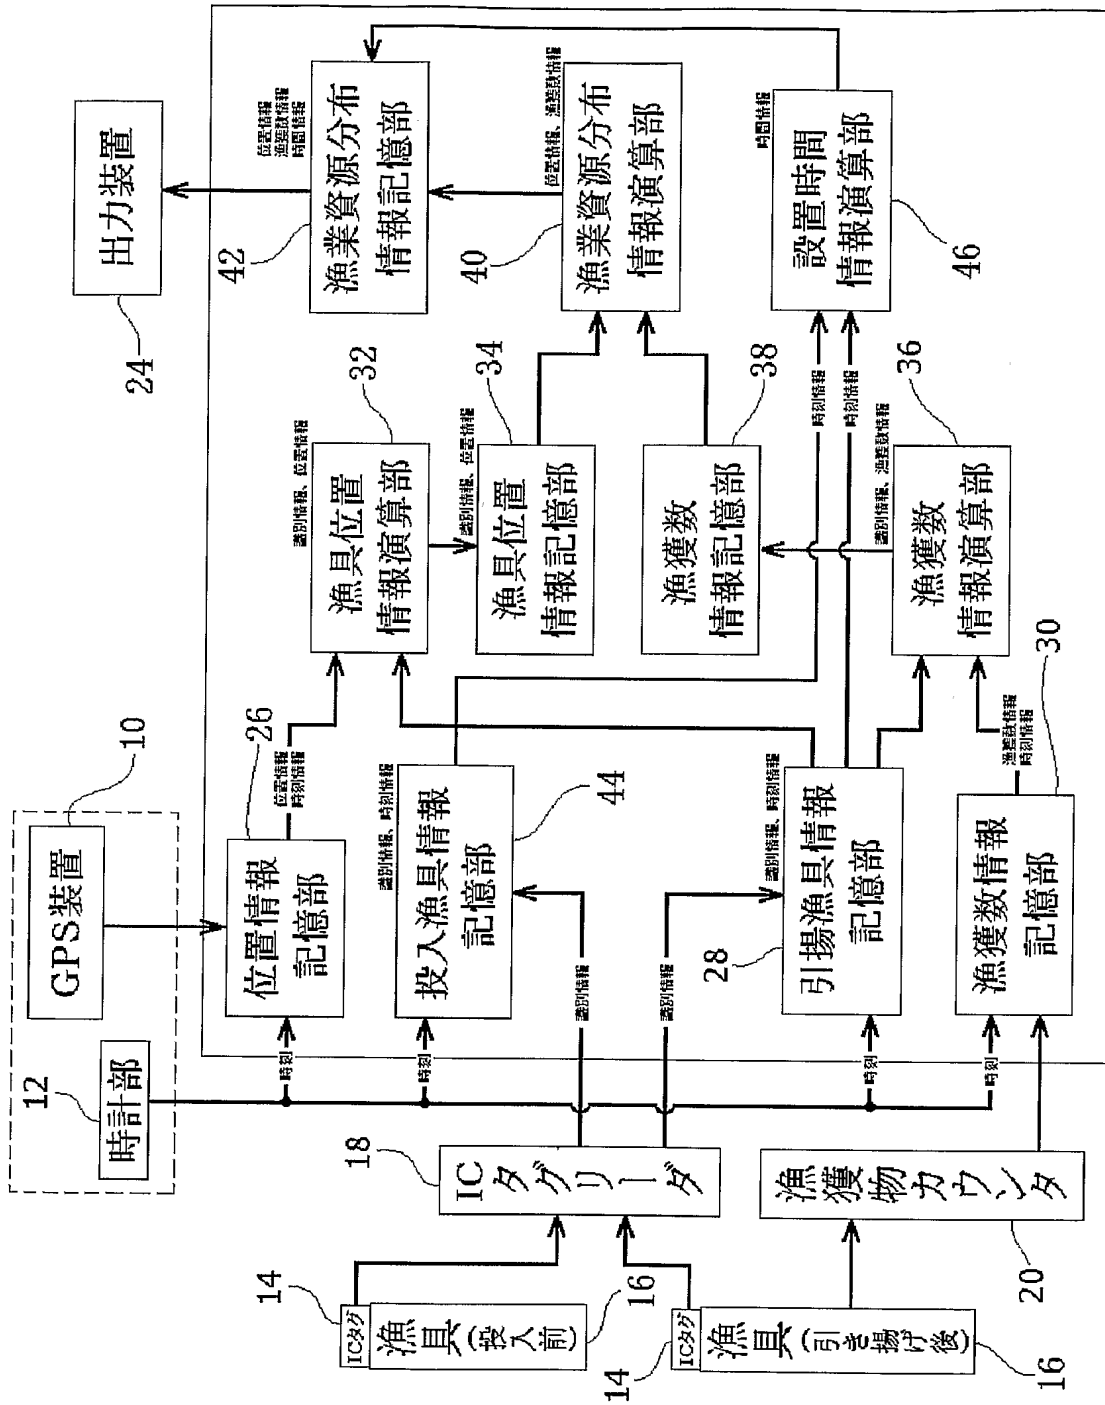 GPS装置
10
時計部
12
ICタグ
14
漁具
(投入前)
16
ICタグ
14
漁具
(引き揚げ後)
16
IC
タグリーダ
18
漁獲物カウンタ
20
時刻
時刻
時刻
時刻
識別情報
識別情報
位置情報
記憶部
26
位置情報
時刻情報
投入漁具情報
記憶部
44
識別情報、時刻情報
引揚漁具情報
記憶部
28
識別情報、時刻情報
漁獲数情報
記憶部
30
漁獲数情報
時刻情報
漁具位置
情報演算部
32
識別情報、位置情報
漁具位置
情報記憶部
34
識別情報、位置情報
漁獲数
情報記憶部
38
漁獲数
情報演算部
36
識別情報、漁獲数情報
時刻情報
時刻情報
漁業資源分布
情報記憶部
42
位置情報
漁獲数情報
時間情報
漁業資源分布
情報演算部
40
位置情報、漁獲数情報
設置時間
情報演算部
46
時間情報
出力装置
24